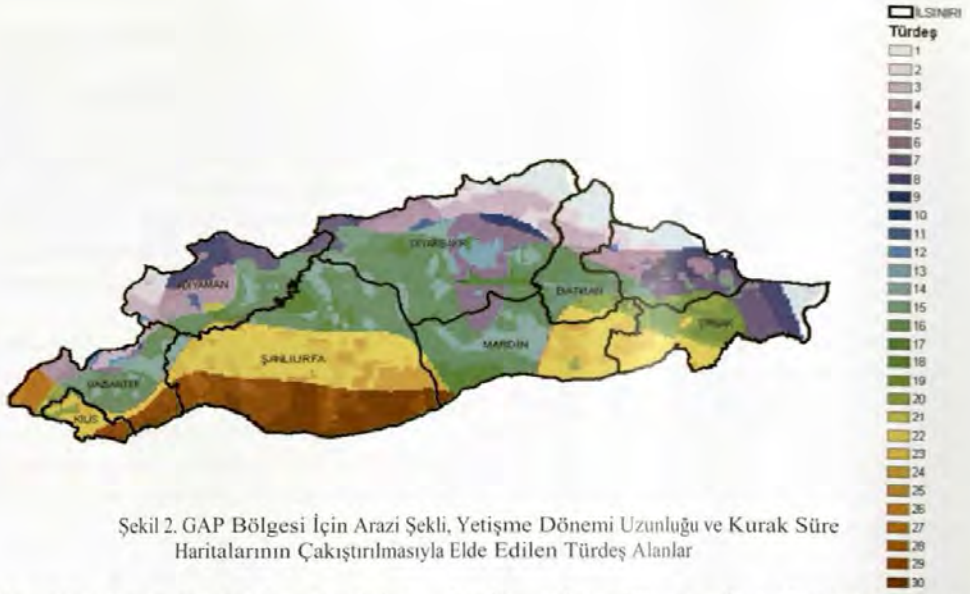 İLSINIRI
Türdeş
1
2
3
4
5
6
7
8
9
10
11
12
13
14
15
16
17
18
19
20
21
22
23
24
25
26
27
28
29
30
DİYARBAKIR
ADIYAMAN
BATMAN
ŞIRNAK
ŞANLIURFA
MARDİN
GAZİANTEP
KİLİS
Şekil 2. GAP Bölgesi İçin Arazi Şekli, Yetişme Dönemi Uzunluğu ve Kurak Süre
Haritalarının Çakıştırılmasıyla Elde Edilen Türdeş Alanlar